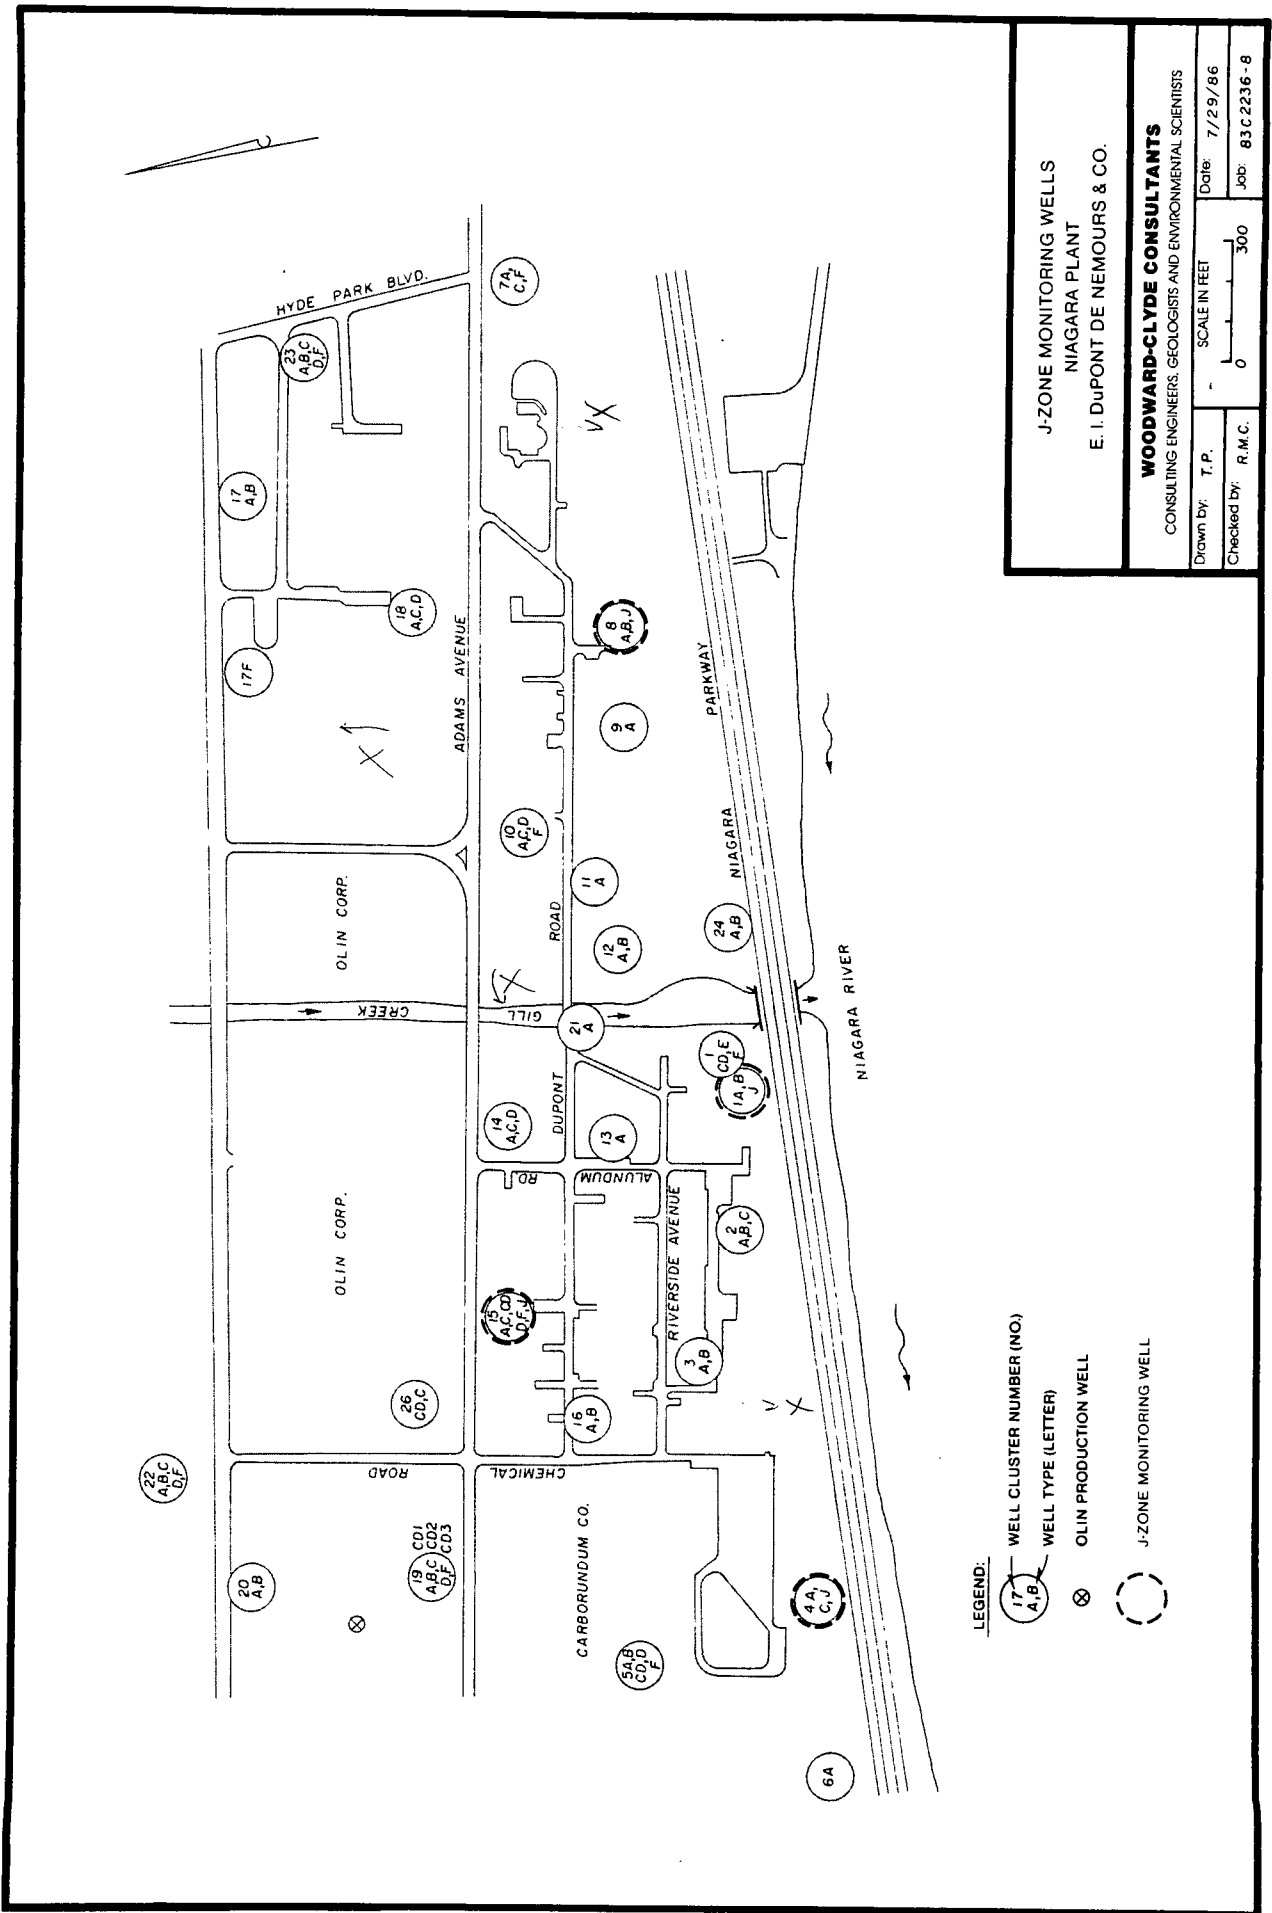 HYDE PARK BLVD.
7A,
C,F
23
A,B,C
D,F
17
A,B
18
A,C,D
17F
ADAMS AVENUE
8
A,B,J
9
A
PARKWAY
NIAGARA
10
A,C,D
F
11
A
12
A,B
24
A,B
OLIN CORP.
ROAD
CREEK
GILL
21
A
NIAGARA RIVER
1
CD,E
F
1A,B
J
14
A,C,D
DUPONT
13
A
RD
ALUNDUM
OLIN CORP.
RIVERSIDE AVENUE
2
A,B,C
15
A,C,CD
D,F,J
3
A,B
26
CD,C
16
A,B
22
A,B,C
D,F
ROAD
CHEMICAL
20
A,B
19
A,B,C
D,F
CD1
CD2
CD3
CARBORUNDUM CO.
4A,
C,J
5A,B
CD,D
F
6A
LEGEND:
17
A,B
WELL CLUSTER NUMBER (NO.)
WELL TYPE (LETTER)
OLIN PRODUCTION WELL
J-ZONE MONITORING WELL
J-ZONE MONITORING WELLS
NIAGARA PLANT
E. I. DuPONT DE NEMOURS & CO.
WOODWARD-CLYDE CONSULTANTS
CONSULTING ENGINEERS, GEOLOGISTS AND ENVIRONMENTAL SCIENTISTS
Drawn by: T.P.
SCALE IN FEET
Date: 7/29/86
Checked by: R.M.C.
0 300
Job: 83C2236-8